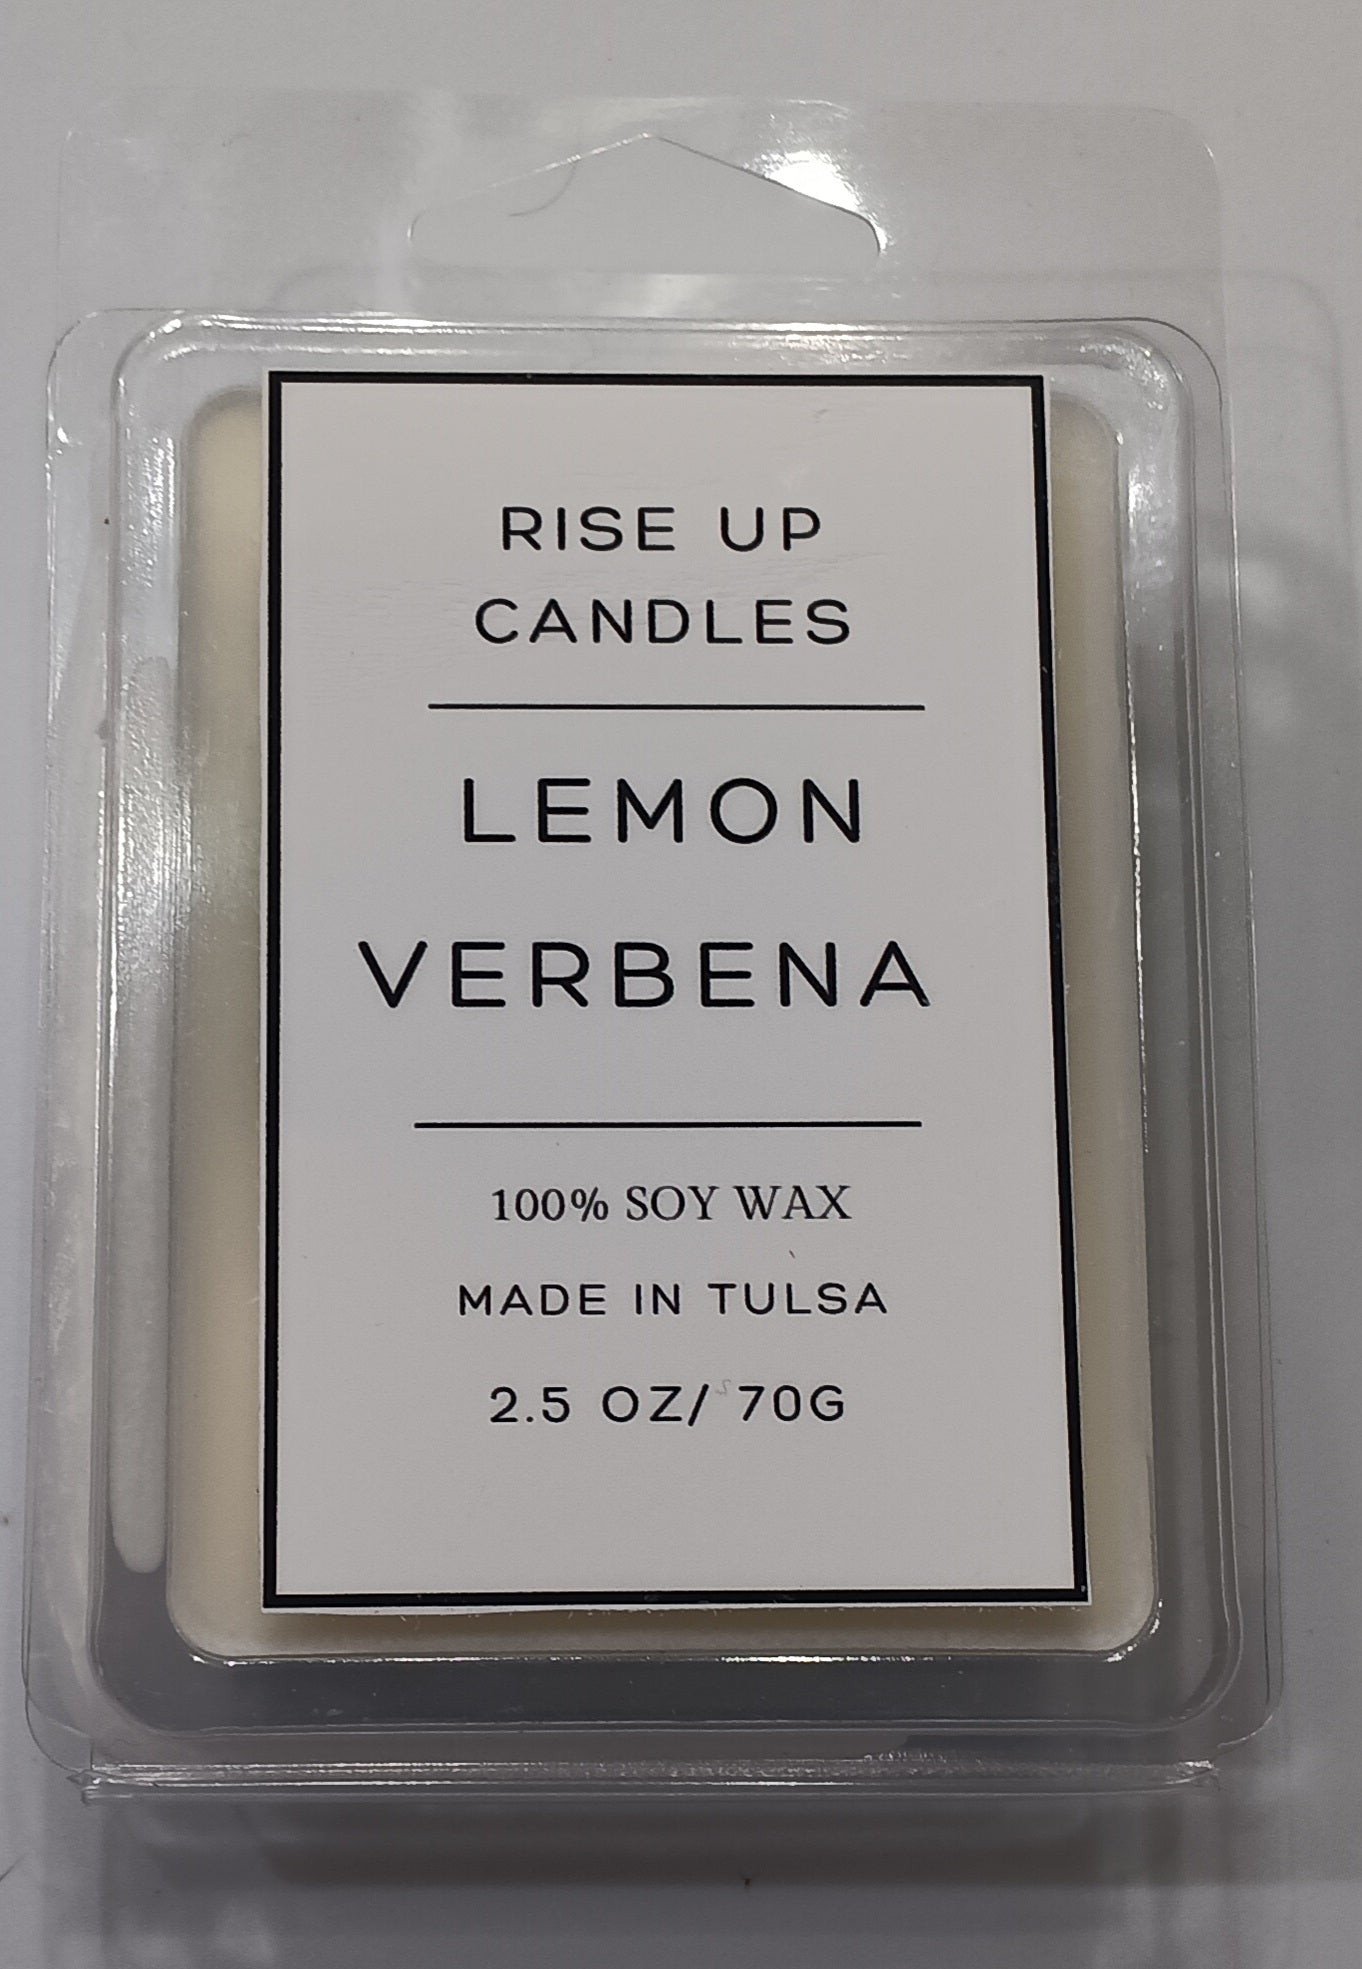 RISE UP
CANDLES
LEMON
VERBENA
100% SOY WAX
MADE IN TULSA
2.5 OZ/ 70G